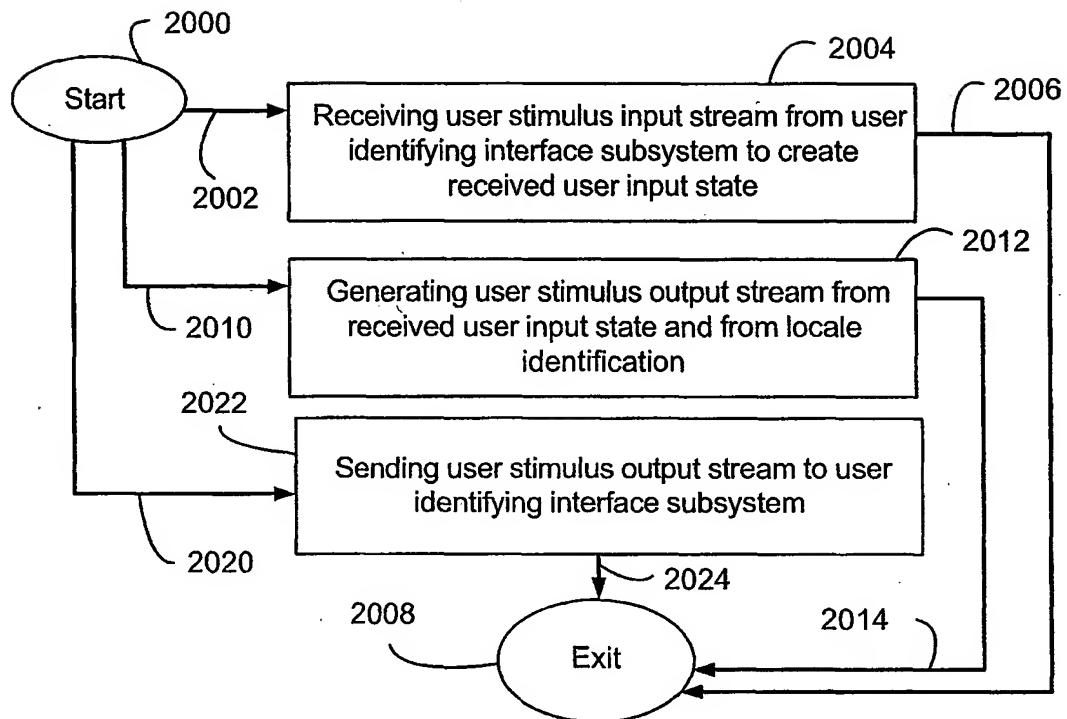 2000
Start
2002
2004
2006
Receiving user stimulus input stream from user
identifying interface subsystem to create
received user input state
2010
2012
Generating user stimulus output stream from
received user input state and from locale
identification
2022
Sending user stimulus output stream to user
identifying interface subsystem
2020
2024
2008
2014
Exit